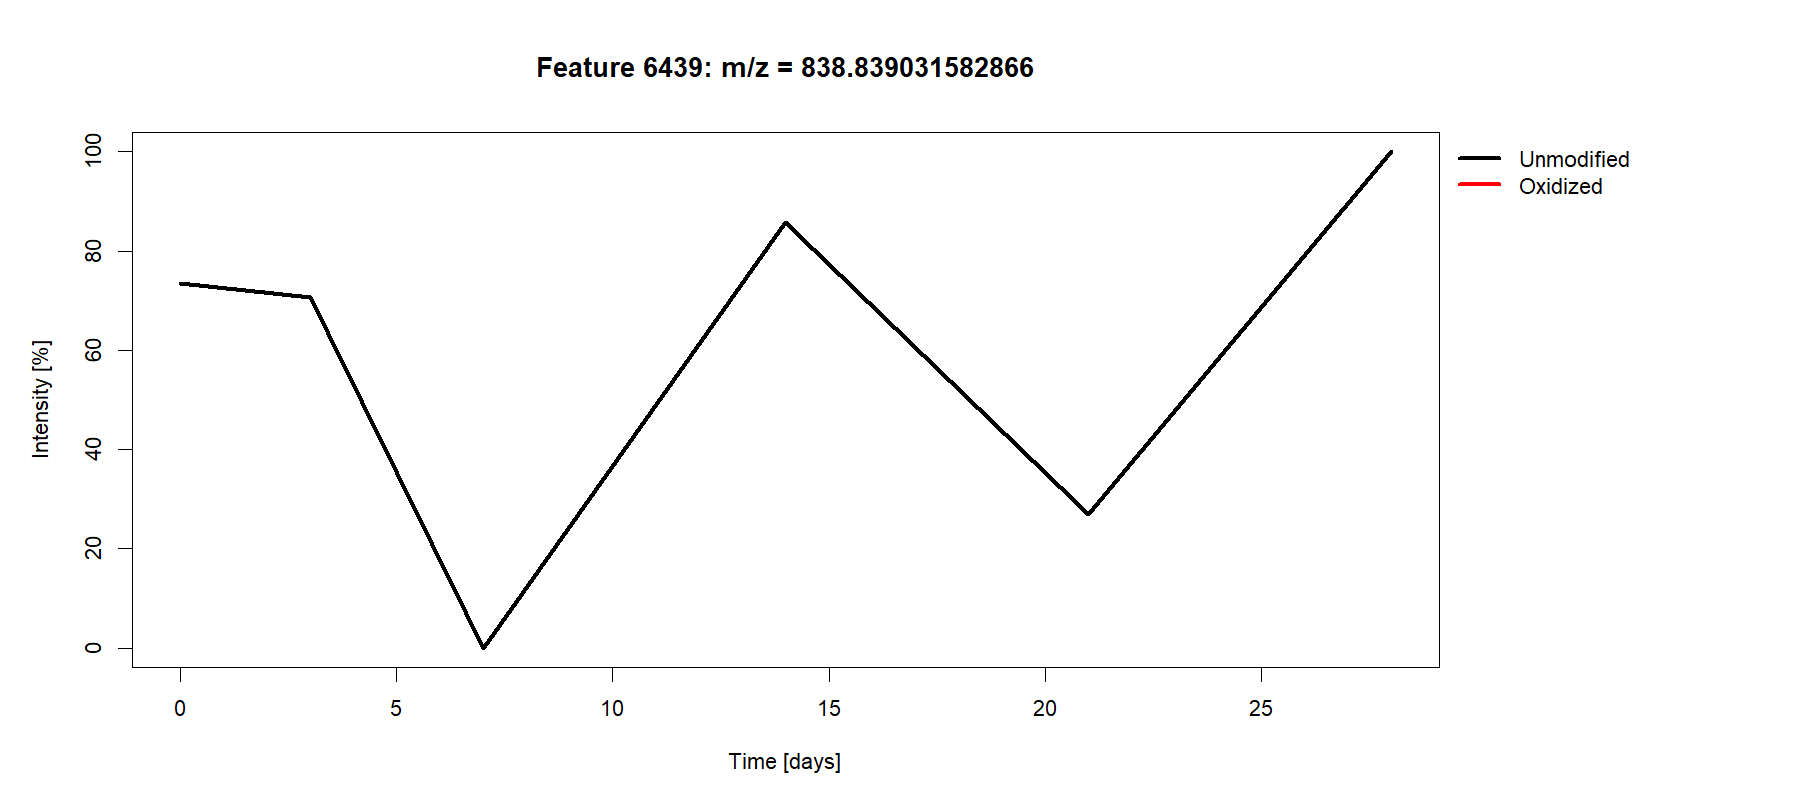 Feature 6439: m/z = 838.839031582866
Unmodified
Oxidized
Intensity [%]
100
80
60
40
20
0
0 5 10 15 20 25
Time [days]